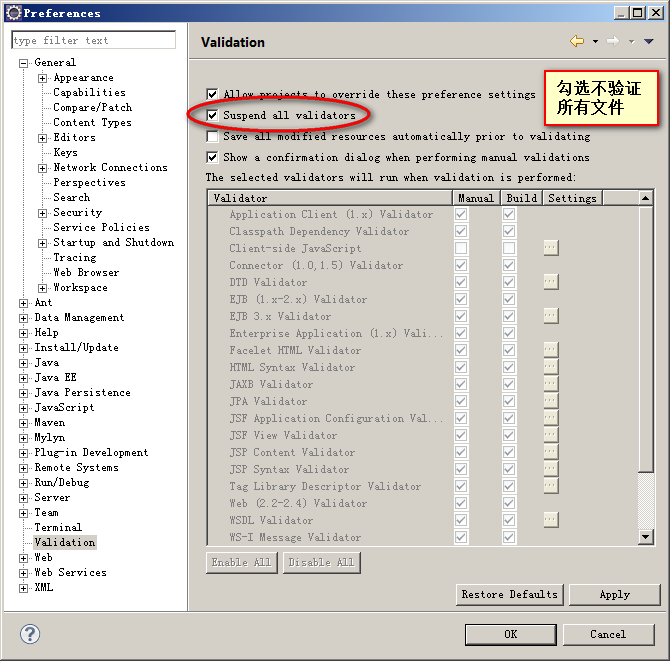 Preferences
type filter text
General
Appearance
Capabilities
Compare/Patch
Content Types
Editors
Keys
Network Connections
Perspectives
Search
Security
Service Policies
Startup and Shutdown
Tracing
Web Browser
Workspace
Ant
Data Management
Help
Install/Update
Java
Java EE
Java Persistence
JavaScript
Maven
Mylyn
Plug-in Development
Remote Systems
Run/Debug
Server
Team
Terminal
Validation
Web
Web Services
XML
Validation
Allow projects to override these preference settings
Suspend all validators
Save all modified resources automatically prior to validating
Show a confirmation dialog when performing manual validations
The selected validators will run when validation is performed:
勾选不验证
所有文件
Validator Manual Build Settings
Application Client (1.x) Validator
Classpath Dependency Validator
Client-side JavaScript ...
Connector (1.0,1.5) Validator
DTD Validator ...
EJB (1.x-2.x) Validator
EJB 3.x Validator ...
Enterprise Application (1.x) Vali...
Facelet HTML Validator ...
HTML Syntax Validator ...
JAXB Validator ...
JPA Validator ...
JSF Application Configuration Val... ...
JSF View Validator ...
JSP Content Validator ...
JSP Syntax Validator ...
Tag Library Descriptor Validator ...
Web (2.2-2.4) Validator
WSDL Validator ...
WS-I Message Validator
Enable All Disable All
Restore Defaults Apply
? OK Cancel